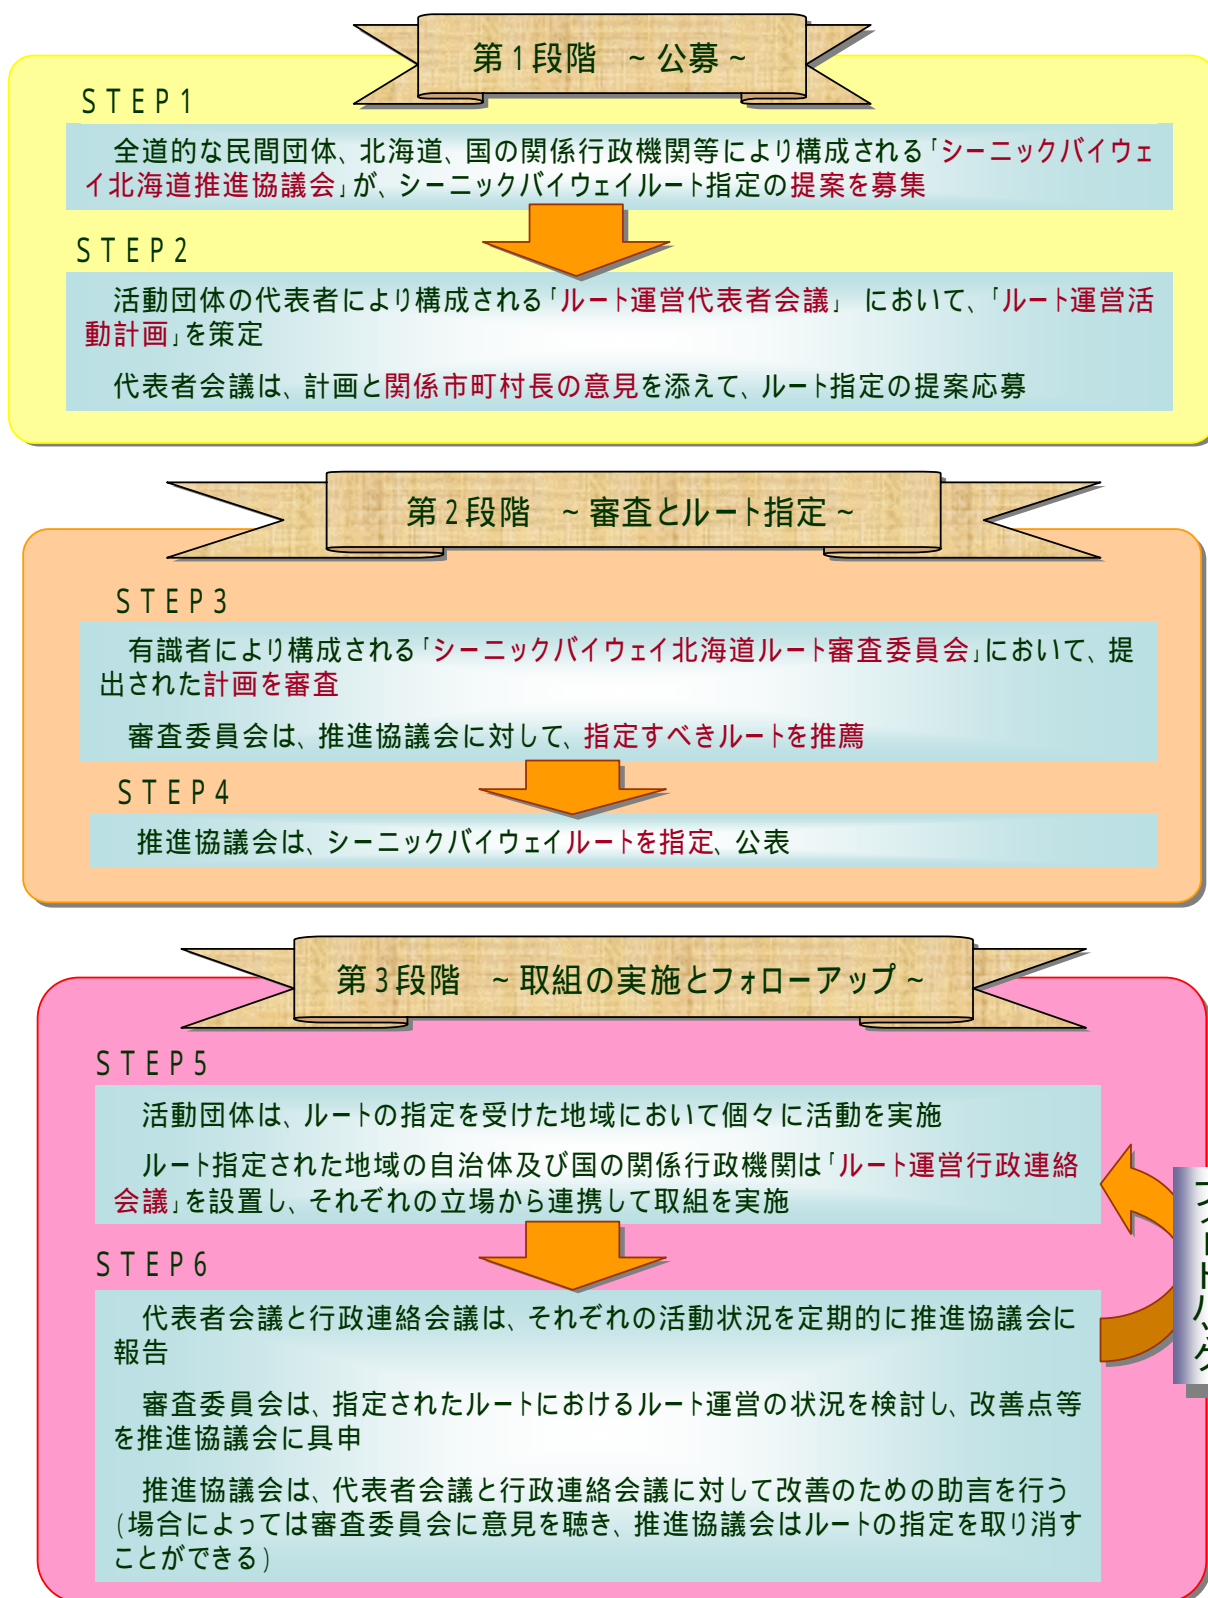 第1段階　~ 公募 ~
STEP1
全道的な民間団体、北海道、国の関係行政機関等により構成される「シーニックバイウェ
イ北海道推進協議会」が、シーニックバイウェイルート指定の提案を募集
STEP2
活動団体の代表者により構成される「ルート運営代表者会議」 において、「ルート運営活
動計画」を策定
代表者会議は、計画と関係市町村長の意見を添えて、ルート指定の提案応募
第2段階　~ 審査とルート指定 ~
STEP3
有識者により構成される「シーニックバイウェイ北海道ルート審査委員会」において、提
出された計画を審査
審査委員会は、推進協議会に対して、指定すべきルートを推薦
STEP4
推進協議会は、シーニックバイウェイルートを指定、公表
第3段階　~ 取組の実施とフォローアップ ~
STEP5
活動団体は、ルートの指定を受けた地域において個々に活動を実施
ルート指定された地域の自治体及び国の関係行政機関は「ルート運営行政連絡
会議」を設置し、それぞれの立場から連携して取組を実施
STEP6
代表者会議と行政連絡会議は、それぞれの活動状況を定期的に推進協議会に
報告
審査委員会は、指定されたルートにおけるルート運営の状況を検討し、改善点等
を推進協議会に具申
推進協議会は、代表者会議と行政連絡会議に対して改善のための助言を行う
(場合によっては審査委員会に意見を聴き、推進協議会はルートの指定を取り消す
ことができる)